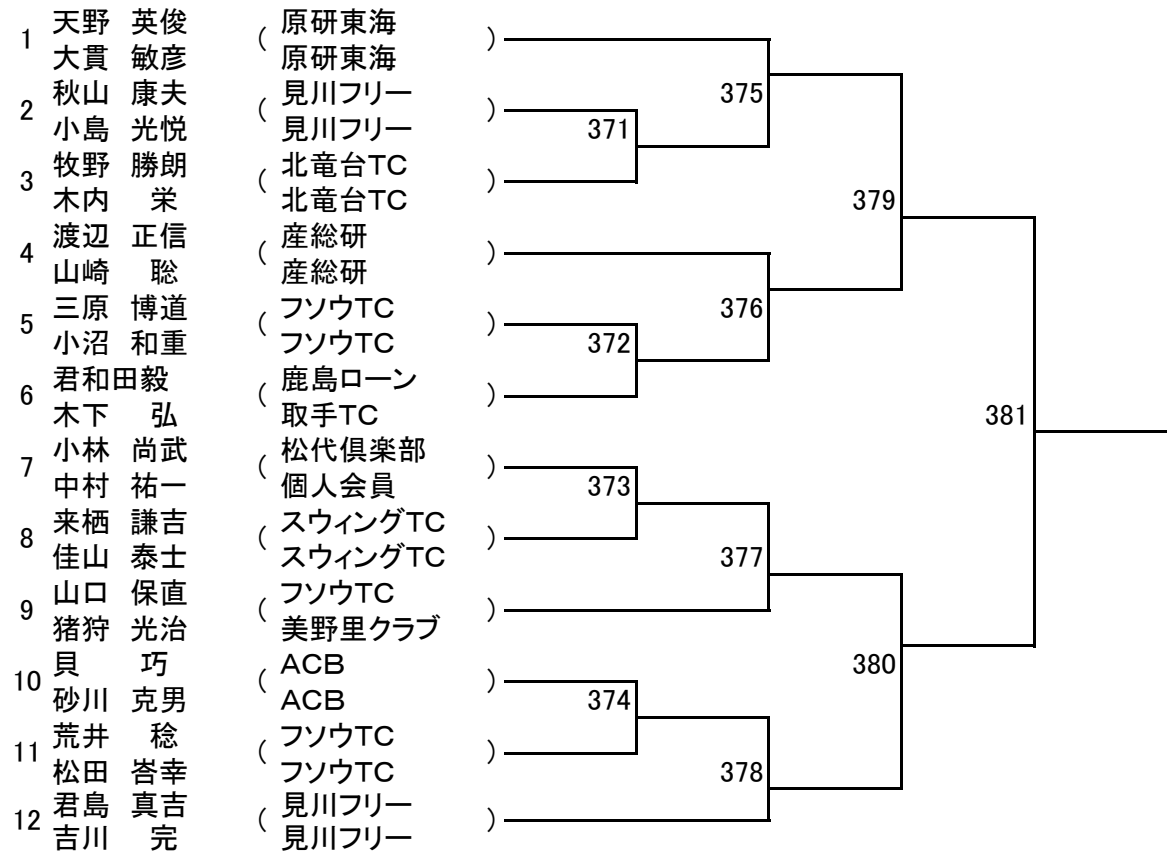 天野 英俊 ( 原研東海 )
1
大貫 敏彦 原研東海
秋山 康夫 ( 見川フリー ) 375
2
小島 光悦 見川フリー 371
牧野 勝朗 ( 北竜台TC )
3
木内 栄 北竜台TC 379
渡辺 正信 ( 産総研 )
4
山崎 聡 産総研
三原 博道 ( フソウTC ) 376
5
小沼 和重 フソウTC 372
君和田毅 ( 鹿島ローン )
6
木下 弘 取手TC 381
小林 尚武 ( 松代倶楽部 )
7
中村 祐一 個人会員 373
来栖 謙吉 ( スウィングTC )
8
佳山 泰士 スウィングTC 377
山口 保直 ( フソウTC )
9
猪狩 光治 美野里クラブ
貝 巧 ( ACB ) 380
10
砂川 克男 ACB 374
荒井 稔 ( フソウTC )
11
松田 峇幸 フソウTC 378
君島 真吉 ( 見川フリー )
12
吉川 完 見川フリー